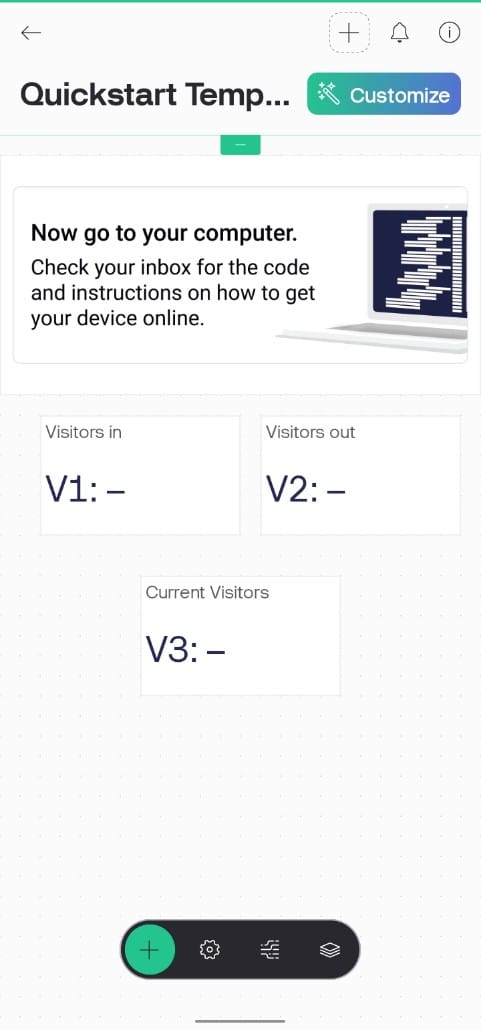 Quickstart Temp...
Customize
Now go to your computer.
Check your inbox for the code
and instructions on how to get
your device online.
Visitors in
Visitors out
V1: –
V2: –
Current Visitors
V3: –